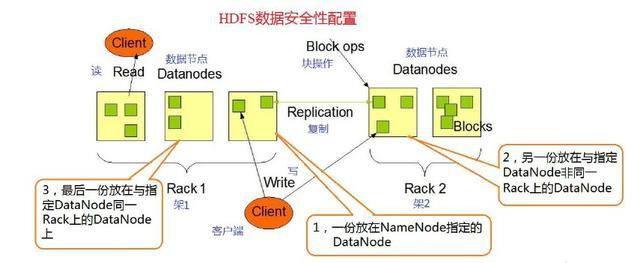 HDFS数据安全性配置
Client
读 Read
数据节点
Datanodes
Block ops
块操作
数据节点
Datanodes
Replication
复制
Blocks
Rack 1
架1
写
Write
Rack 2
架2
客户端
Client
3，最后一份放在与指
定DataNode同一
Rack上的DataNode
上
1，一份放在NameNode指定的
DataNode
2，另一份放在与指定
DataNode非同一
Rack上的DataNode